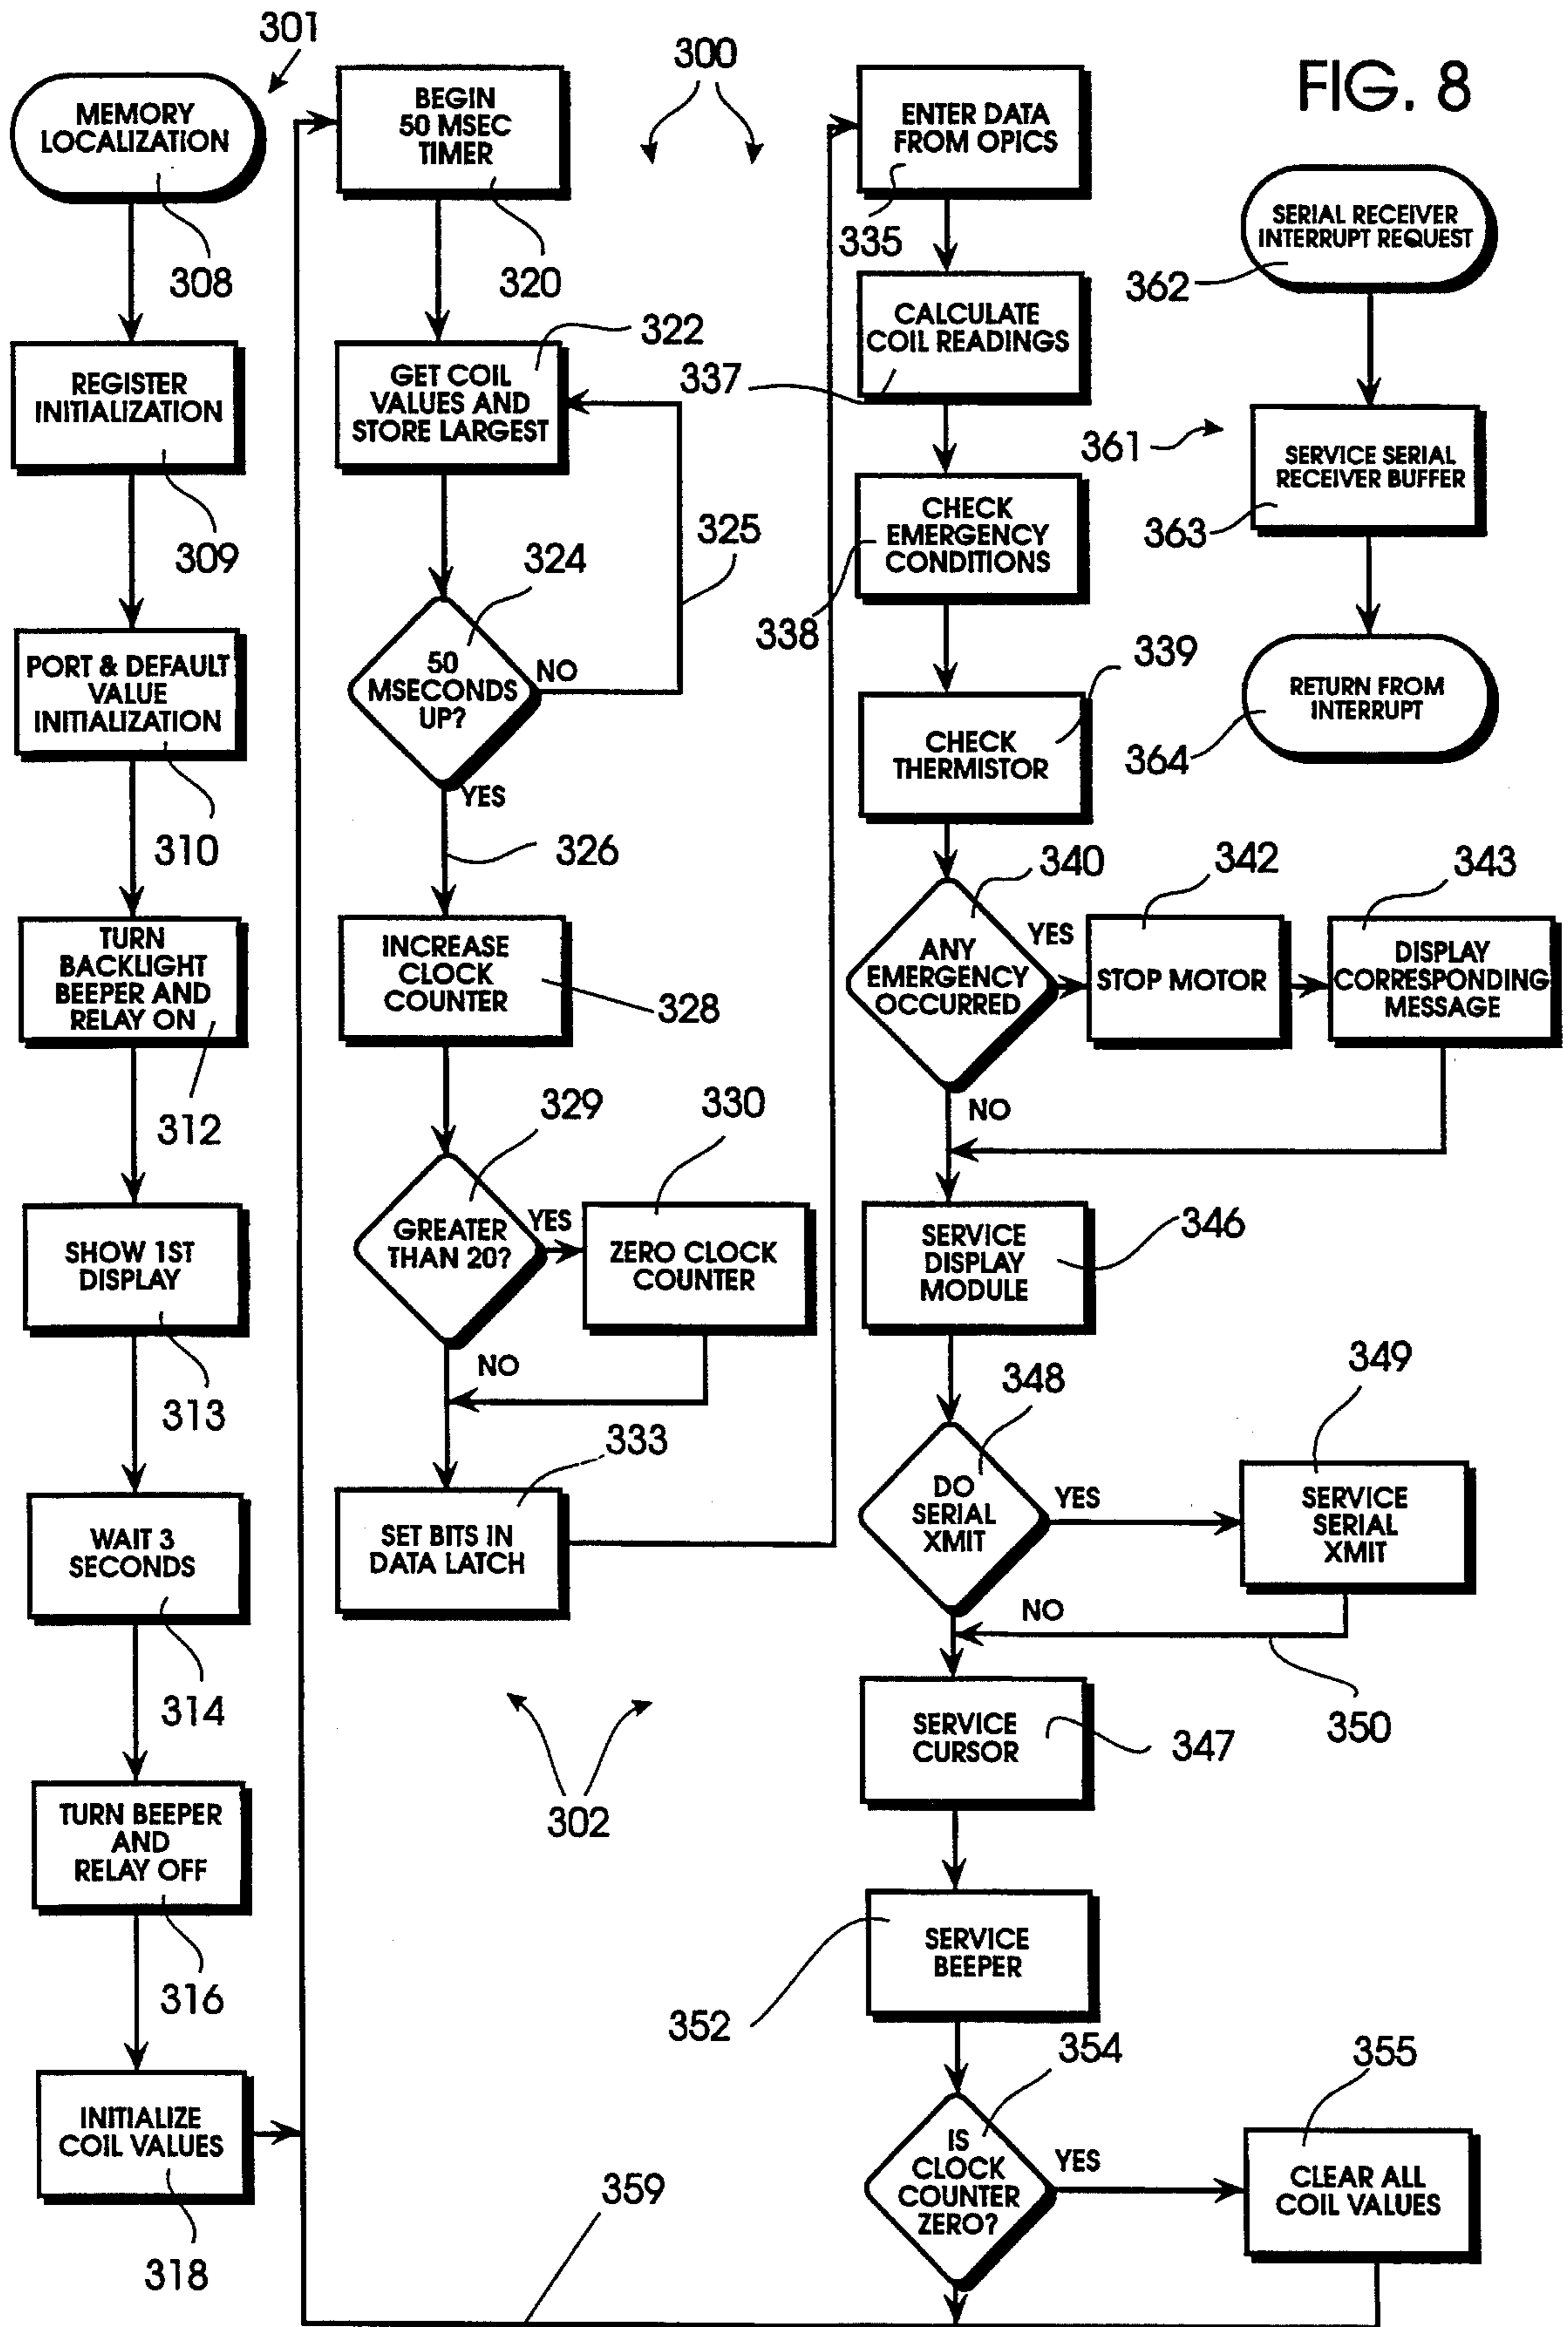 FIG. 8
301
300
MEMORY
LOCALIZATION
308
REGISTER
INITIALIZATION
309
PORT & DEFAULT
VALUE
INITIALIZATION
310
TURN
BACKLIGHT
BEEPER AND
RELAY ON
312
SHOW 1ST
DISPLAY
313
WAIT 3
SECONDS
314
TURN BEEPER
AND
RELAY OFF
316
INITIALIZE
COIL VALUES
318
BEGIN
50 MSEC
TIMER
320
GET COIL
VALUES AND
STORE LARGEST
322
325
324
50
MSECONDS
UP?
NO
YES
326
INCREASE
CLOCK
COUNTER
328
329
330
GREATER
THAN 20?
YES
ZERO CLOCK
COUNTER
NO
333
SET BITS IN
DATA LATCH
302
ENTER DATA
FROM OPICS
335
CALCULATE
COIL READINGS
337
CHECK
EMERGENCY
CONDITIONS
338
339
CHECK
THERMISTOR
340
342
343
ANY
EMERGENCY
OCCURRED
YES
STOP MOTOR
DISPLAY
CORRESPONDING
MESSAGE
NO
SERVICE
DISPLAY
MODULE
346
348
349
DO
SERIAL
XMIT
YES
SERVICE
SERIAL
XMIT
NO
350
SERVICE
CURSOR
347
SERVICE
BEEPER
352
354
355
IS
CLOCK
COUNTER
ZERO?
YES
CLEAR ALL
COIL VALUES
359
SERIAL RECEIVER
INTERRUPT REQUEST
362
361
SERVICE SERIAL
RECEIVER BUFFER
363
RETURN FROM
INTERRUPT
364